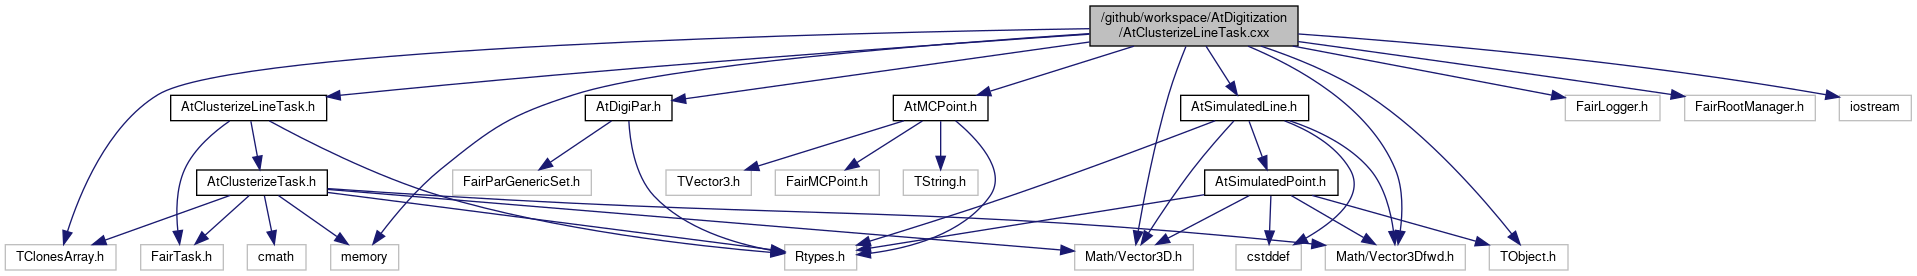 /github/workspace/AtDigitization
/AtClusterizeLineTask.cxx
AtClusterizeLineTask.h
AtDigiPar.h
AtMCPoint.h
AtSimulatedLine.h
FairLogger.h
FairRootManager.h
iostream
AtClusterizeTask.h
FairParGenericSet.h
TVector3.h
FairMCPoint.h
TString.h
AtSimulatedPoint.h
TClonesArray.h
FairTask.h
cmath
memory
Rtypes.h
Math/Vector3D.h
cstddef
Math/Vector3Dfwd.h
TObject.h